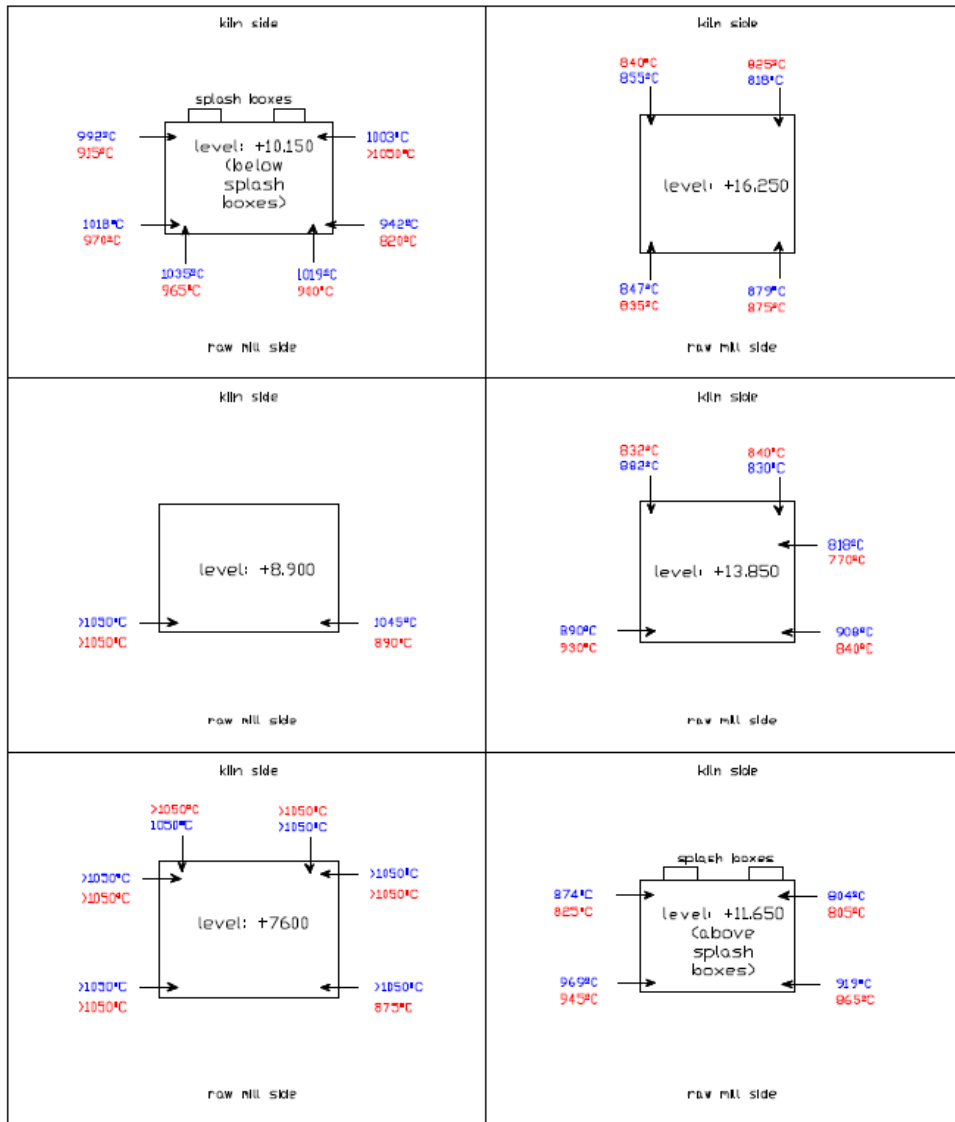 kiln side
splash boxes
992ºC
915ºC
level: +10.150
(below
splash
boxes)
1003ºC
>1050ºC
1018ºC
970ºC
942ºC
820ºC
1035ºC
965ºC
1019ºC
900ºC
raw mill side
kiln side
840ºC
855ºC
825ºC
818ºC
level: +16.250
847ºC
835ºC
879ºC
875ºC
raw mill side
kiln side
level: +8.900
>1050ºC
>1050ºC
1045ºC
890ºC
raw mill side
kiln side
832ºC
882ºC
840ºC
830ºC
818ºC
770ºC
level: +13.850
890ºC
930ºC
908ºC
840ºC
raw mill side
kiln side
>1050ºC
1050ºC
>1050ºC
>1050ºC
>1050ºC
>1050ºC
>1050ºC
>1050ºC
level: +7600
>1050ºC
>1050ºC
>1050ºC
875ºC
raw mill side
kiln side
splash boxes
874ºC
825ºC
level: +11.650
(above
splash
boxes)
804ºC
805ºC
969ºC
945ºC
919ºC
865ºC
raw mill side